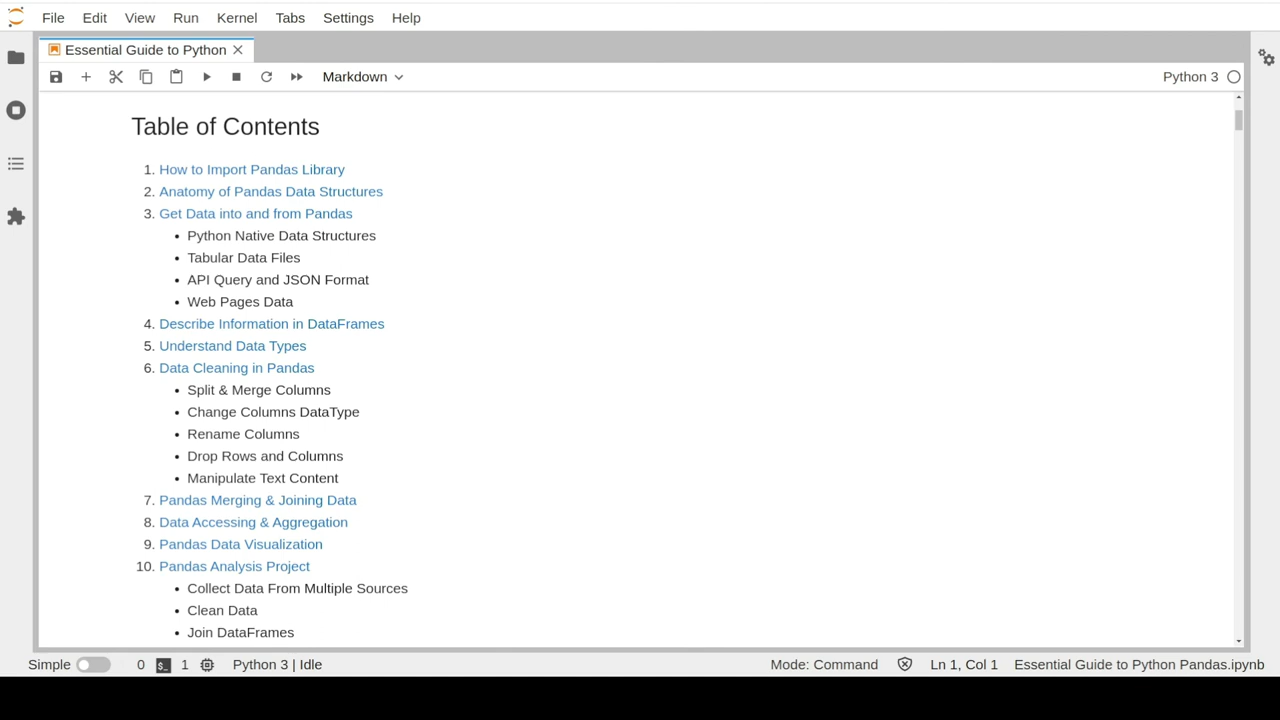 File Edit View Run Kernel Tabs Settings Help
Essential Guide to Python
Markdown Python 3
Table of Contents
1. How to Import Pandas Library
2. Anatomy of Pandas Data Structures
3. Get Data into and from Pandas
• Python Native Data Structures
• Tabular Data Files
• API Query and JSON Format
• Web Pages Data
4. Describe Information in DataFrames
5. Understand Data Types
6. Data Cleaning in Pandas
• Split & Merge Columns
• Change Columns DataType
• Rename Columns
• Drop Rows and Columns
• Manipulate Text Content
7. Pandas Merging & Joining Data
8. Data Accessing & Aggregation
9. Pandas Data Visualization
10. Pandas Analysis Project
• Collect Data From Multiple Sources
• Clean Data
• Join DataFrames
Simple 0 $_ 1 Python 3 | Idle Mode: Command Ln 1, Col 1 Essential Guide to Python Pandas.ipynb